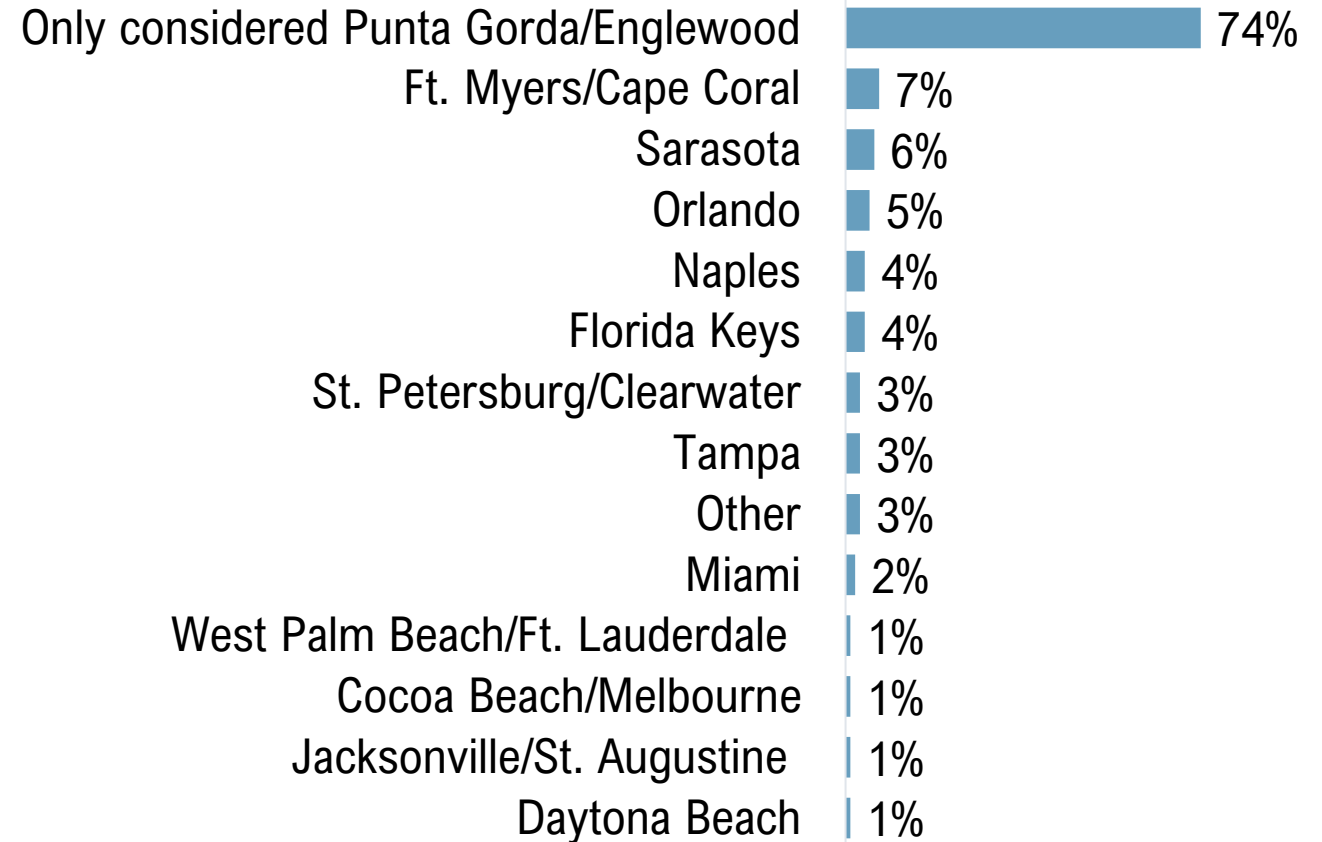 Only considered Punta Gorda/Englewood 74%
Ft. Myers/Cape Coral 7%
Sarasota 6%
Orlando 5%
Naples 4%
Florida Keys 4%
St. Petersburg/Clearwater 3%
Tampa 3%
Other 3%
Miami 2%
West Palm Beach/Ft. Lauderdale 1%
Cocoa Beach/Melbourne 1%
Jacksonville/St. Augustine 1%
Daytona Beach 1%